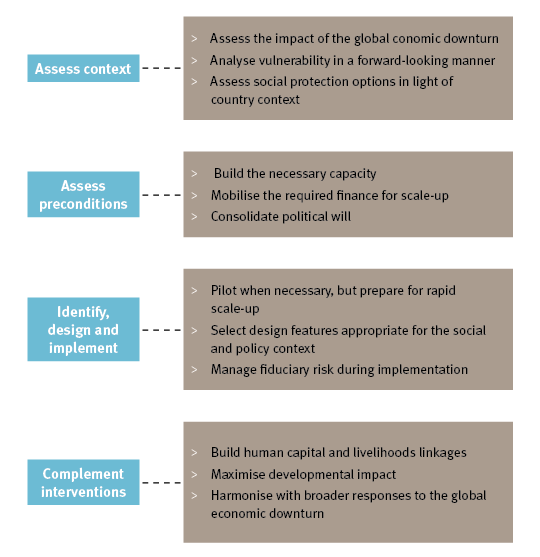 Assess context
> Assess the impact of the global conomic downturn
> Analyse vulnerability in a forward-looking manner
> Assess social protection options in light of
country context
Assess
preconditions
> Build the necessary capacity
> Mobilise the required finance for scale-up
> Consolidate political will
Identify,
design and
implement
> Pilot when necessary, but prepare for rapid
scale-up
> Select design features appropriate for the social
and policy context
> Manage fiduciary risk during implementation
Complement
interventions
> Build human capital and livelihoods linkages
> Maximise developmental impact
> Harmonise with broader responses to the global
economic downturn